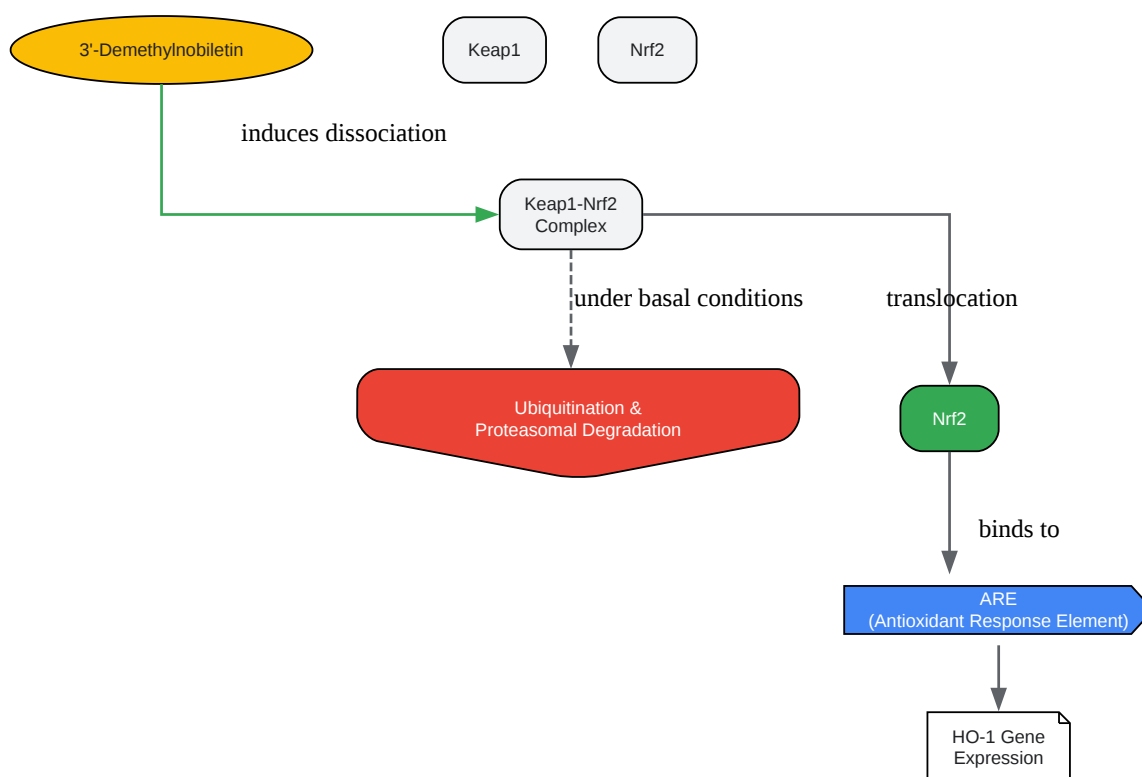 3'-Demethylnobiletin
Keap1
Nrf2
induces dissociation
Keap1-Nrf2
Complex
under basal conditions
translocation
Ubiquitination &
Proteasomal Degradation
Nrf2
binds to
ARE
(Antioxidant Response Element)
HO-1 Gene
Expression